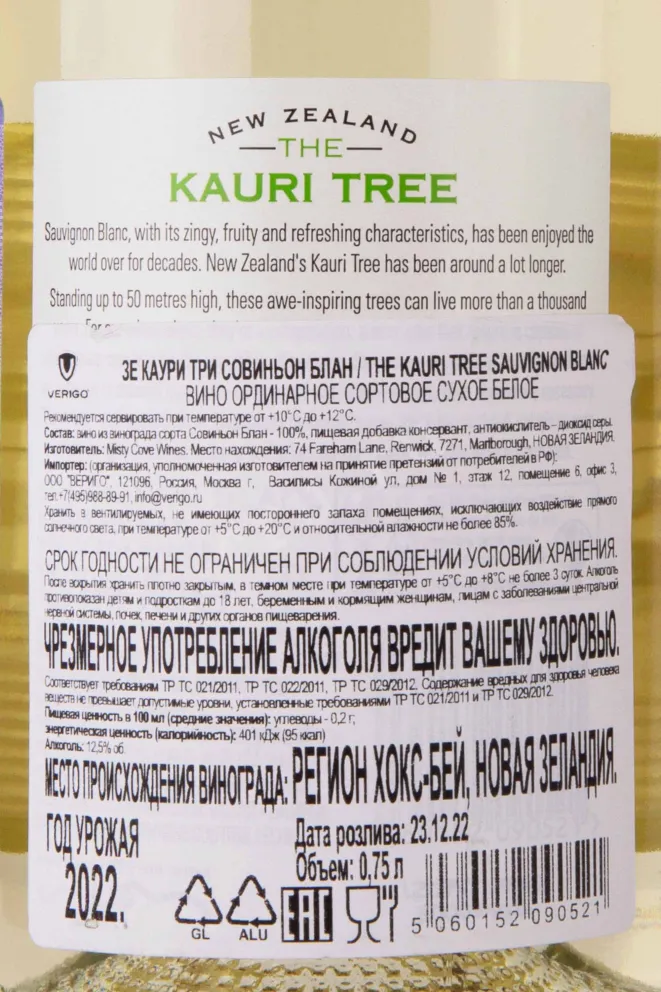 NEW ZEALAND
THE
KAURI TREE
Sauvignon Blanc, with its zingy, fruity and refreshing characteristics, has been enjoyed the
world over for decades. New Zealand's Kauri Tree has been around a lot longer.
Standing up to 50 metres high, these awe-inspiring trees can live more than a thousand
For
VERIGO
ЗЕ КАУРИ ТРИ СОВИНЬОН БЛАН / THE KAURI TREE SAUVIGNON BLANC
ВИНО ОРДИНАРНОЕ СОРТОВОЕ СУХОЕ БЕЛОЕ
Рекомендуется сервировать при температуре от +10°C до +12°C.
Состав: вино из винограда сорта Совиньон Блан - 100%, пищевая добавка консервант, антиокислитель – диоксид серы.
Изготовитель: Misty Cove Wines. Место нахождения: 74 Fareham Lane, Renwick, 7271, Marlborough, НОВАЯ ЗЕЛАНДИЯ.
Импортер: (организация, уполномоченная изготовителем на принятие претензий от потребителей в РФ):
ООО "ВЕРИГО", 121096, Россия, Москва г, Василисы Кожиной ул, дом № 1, этаж 12, помещение 6, офис 3,
тел.+7(495)988-89-91, info@verigo.ru
Хранить в вентилируемых, не имеющих постороннего запаха помещениях, исключающих воздействие прямого
солнечного света, при температуре от +5°C до +20°C и относительной влажности не более 85%.
СРОК ГОДНОСТИ НЕ ОГРАНИЧЕН ПРИ СОБЛЮДЕНИИ УСЛОВИЙ ХРАНЕНИЯ.
После вскрытия хранить плотно закрытым, в темном месте при температуре от +5°C до +8°C не более 3 суток. Алкоголь
противопоказан детям и подросткам до 18 лет, беременным и кормящим женщинам, лицам с заболеваниями центральной
нервной системы, почек, печени и других органов пищеварения.
ЧРЕЗМЕРНОЕ УПОТРЕБЛЕНИЕ АЛКОГОЛЯ ВРЕДИТ ВАШЕМУ ЗДОРОВЬЮ.
Соответствует требованиям ТР ТС 021/2011, ТР ТС 022/2011, ТР ТС 029/2012. Содержание вредных для здоровья человека
веществ не превышает допустимые уровни, установленные требованиями ТР ТС 021/2011 и ТР ТС 029/2012.
Пищевая ценность в 100 мл (средние значения): углеводы - 0,2 г;
энергетическая ценность (калорийность): 401 кДж (95 ккал)
Алкоголь: 12,5% об.
МЕСТО ПРОИСХОЖДЕНИЯ ВИНОГРАДА: РЕГИОН ХОКС-БЕЙ, НОВАЯ ЗЕЛАНДИЯ.
ГОД УРОЖАЯ
2022.
Дата розлива: 23.12.22
Объем: 0,75 л
GL
ALU
EAC
5 060152 090521